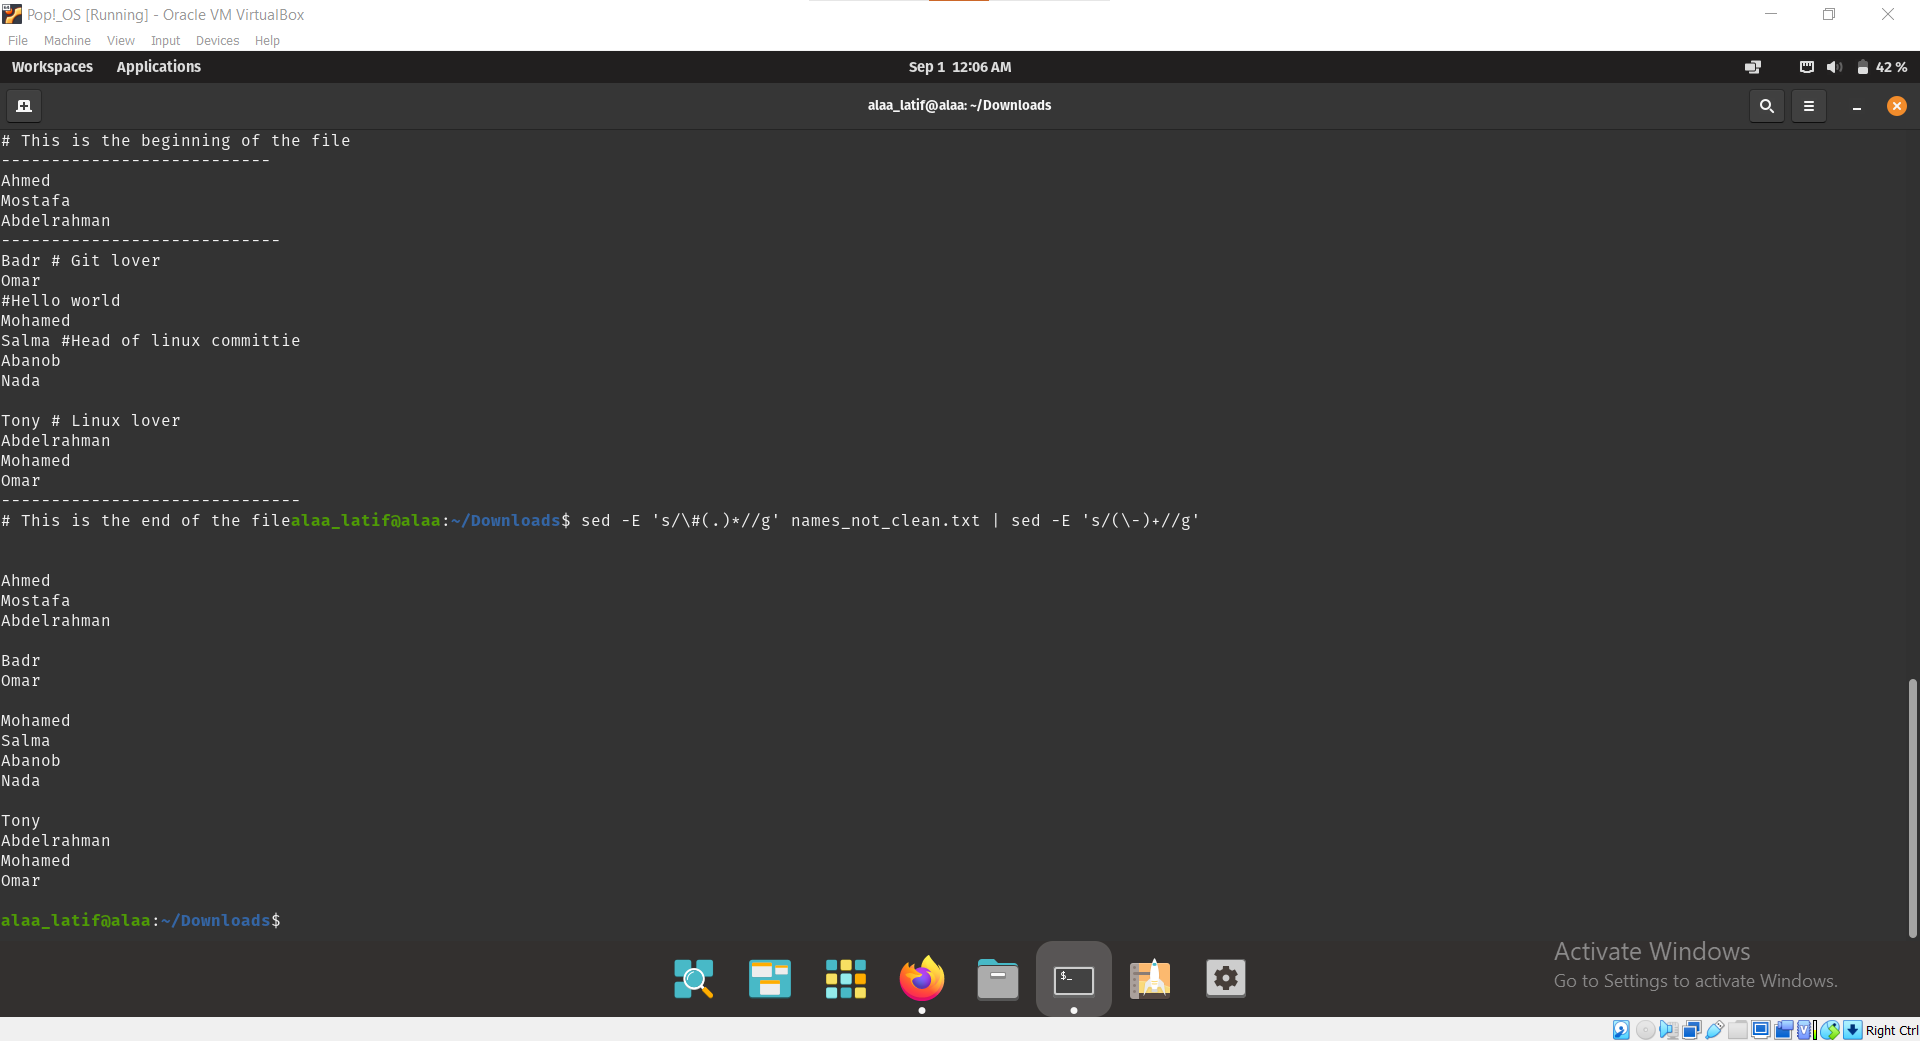 Pop!_OS [Running] - Oracle VM VirtualBox
File Machine View Input Devices Help
Workspaces Applications Sep 1 12:06 AM 42 %
alaa_latif@alaa: ~/Downloads
# This is the beginning of the file
---------------------------
Ahmed
Mostafa
Abdelrahman
----------------------------
Badr # Git lover
Omar
#Hello world
Mohamed
Salma #Head of linux committie
Abanob
Nada
Tony # Linux lover
Abdelrahman
Mohamed
Omar
------------------------------
# This is the end of the filealaa_latif@alaa:~/Downloads$ sed -E 's/\#(.)*//g' names_not_clean.txt | sed -E 's/(\-)+//g'
Ahmed
Mostafa
Abdelrahman
Badr
Omar
Mohamed
Salma
Abanob
Nada
Tony
Abdelrahman
Mohamed
Omar
alaa_latif@alaa:~/Downloads$
$_
Activate Windows
Go to Settings to activate Windows.
Right Ctrl